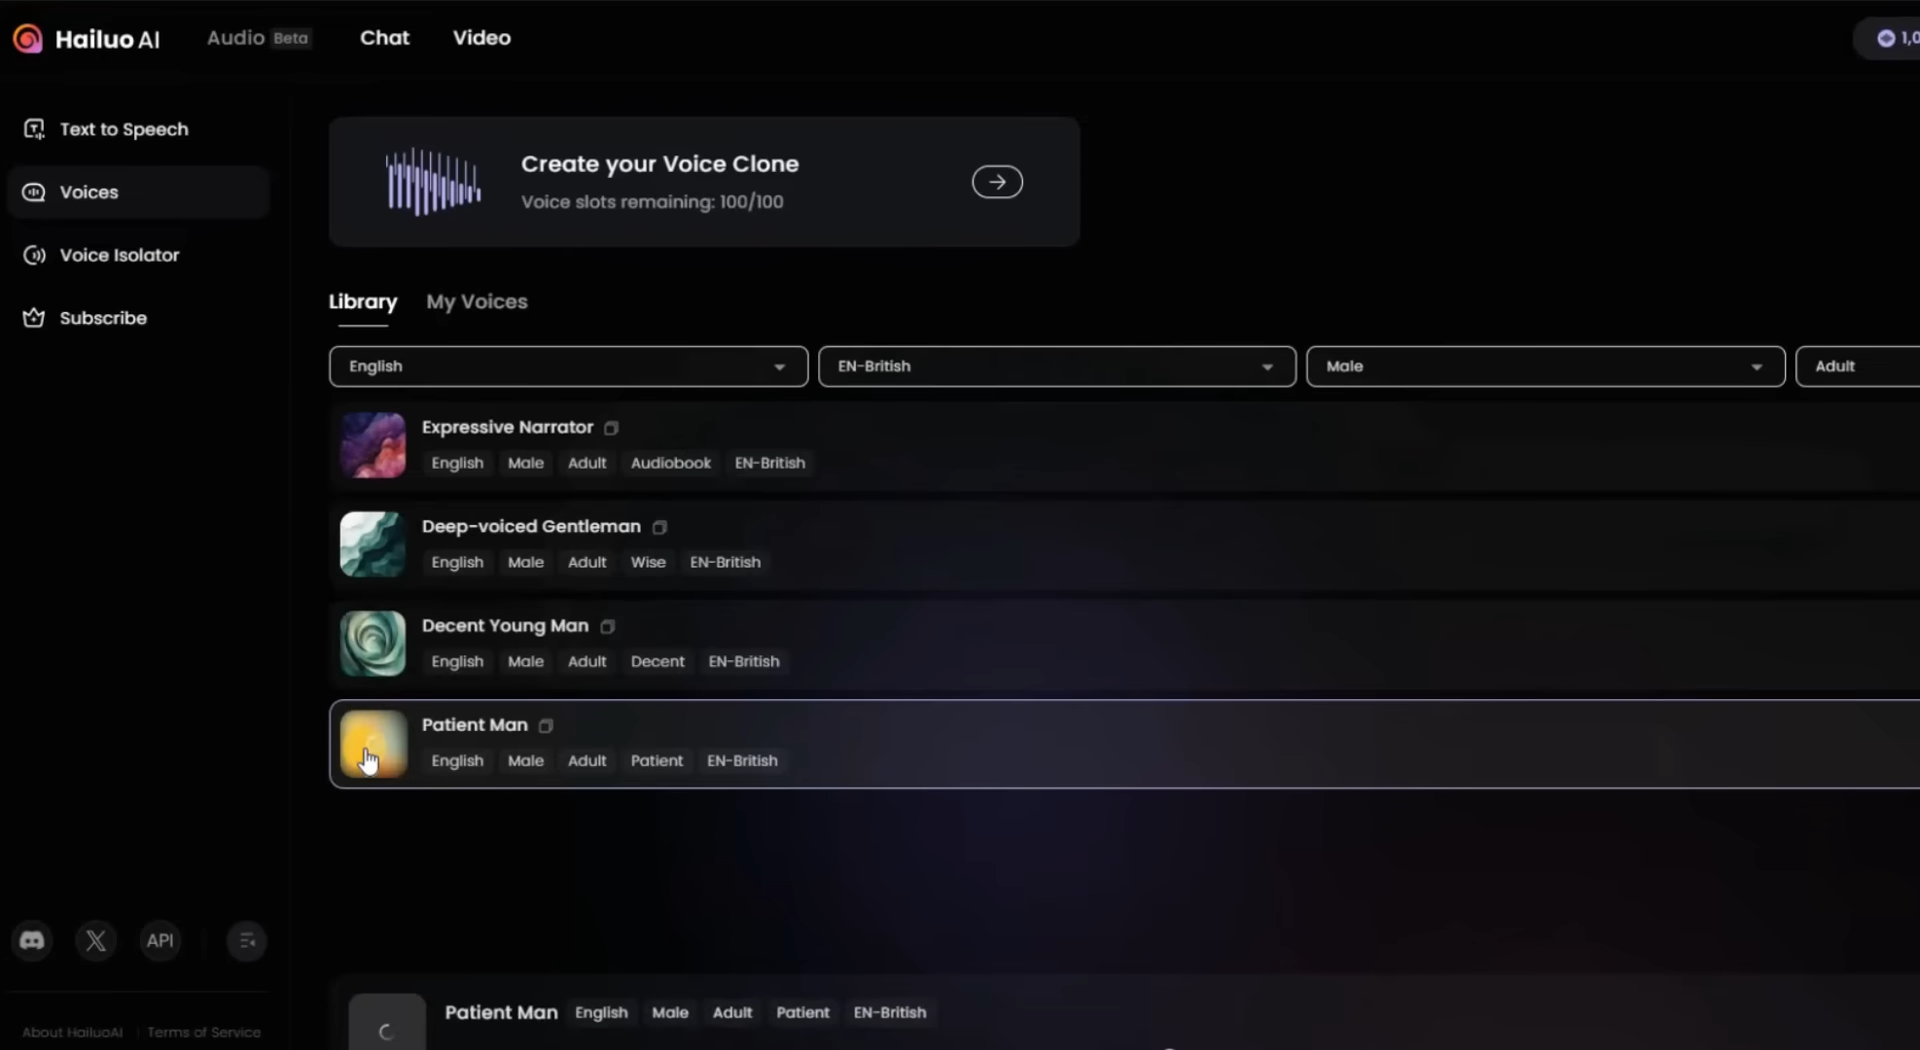 Hailuo AI Audio Beta Chat Video
Text to Speech
Voices
Voice Isolator
Subscribe
Create your Voice Clone
Voice slots remaining: 100/100
Library My Voices
English EN-British Male Adult
Expressive Narrator
English Male Adult Audiobook EN-British
Deep-voiced Gentleman
English Male Adult Wise EN-British
Decent Young Man
English Male Adult Decent EN-British
Patient Man
English Male Adult Patient EN-British
API
Patient Man English Male Adult Patient EN-British
About HailuoAI Terms of Service